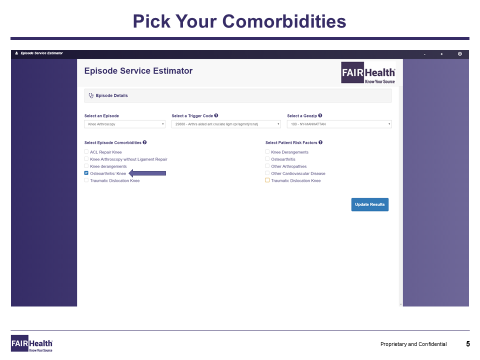 Pick Your Comorbidities
Episode Service Estimator
Episode Service Estimator
FAIR Health
Know Your Source
Episode Details
Select an Episode
Select a Trigger Code
Select a Geozip
Knee Arthroscopy
Select Episode Comorbidities
Select Patient Risk Factors
ACL Repair Knee
Knee Derangements
Knee Arthroscopy without Ligament Repair
Osteoarthritis
Knee derangements
Other Arthropathies
Osteoarthritic Knee
Other Cardiovascular Disease
Traumatic Dislocation Knee
Traumatic Dislocation Knee
Update Results
FAIR Health
Know Your Source
Proprietary and Confidential
5